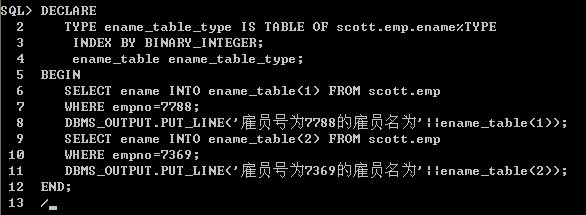 SQL> DECLARE
  2     TYPE ename_table_type IS TABLE OF scott.emp.ename%TYPE
  3      INDEX BY BINARY_INTEGER;
  4      ename_table ename_table_type;
  5  BEGIN
  6     SELECT ename INTO ename_table(1) FROM scott.emp
  7     WHERE empno=7788;
  8     DBMS_OUTPUT.PUT_LINE('雇员号为7788的雇员名为'||ename_table(1));
  9     SELECT ename INTO ename_table(2) FROM scott.emp
 10     WHERE empno=7369;
 11     DBMS_OUTPUT.PUT_LINE('雇员号为7369的雇员名为'||ename_table(2));
 12  END;
 13  /_